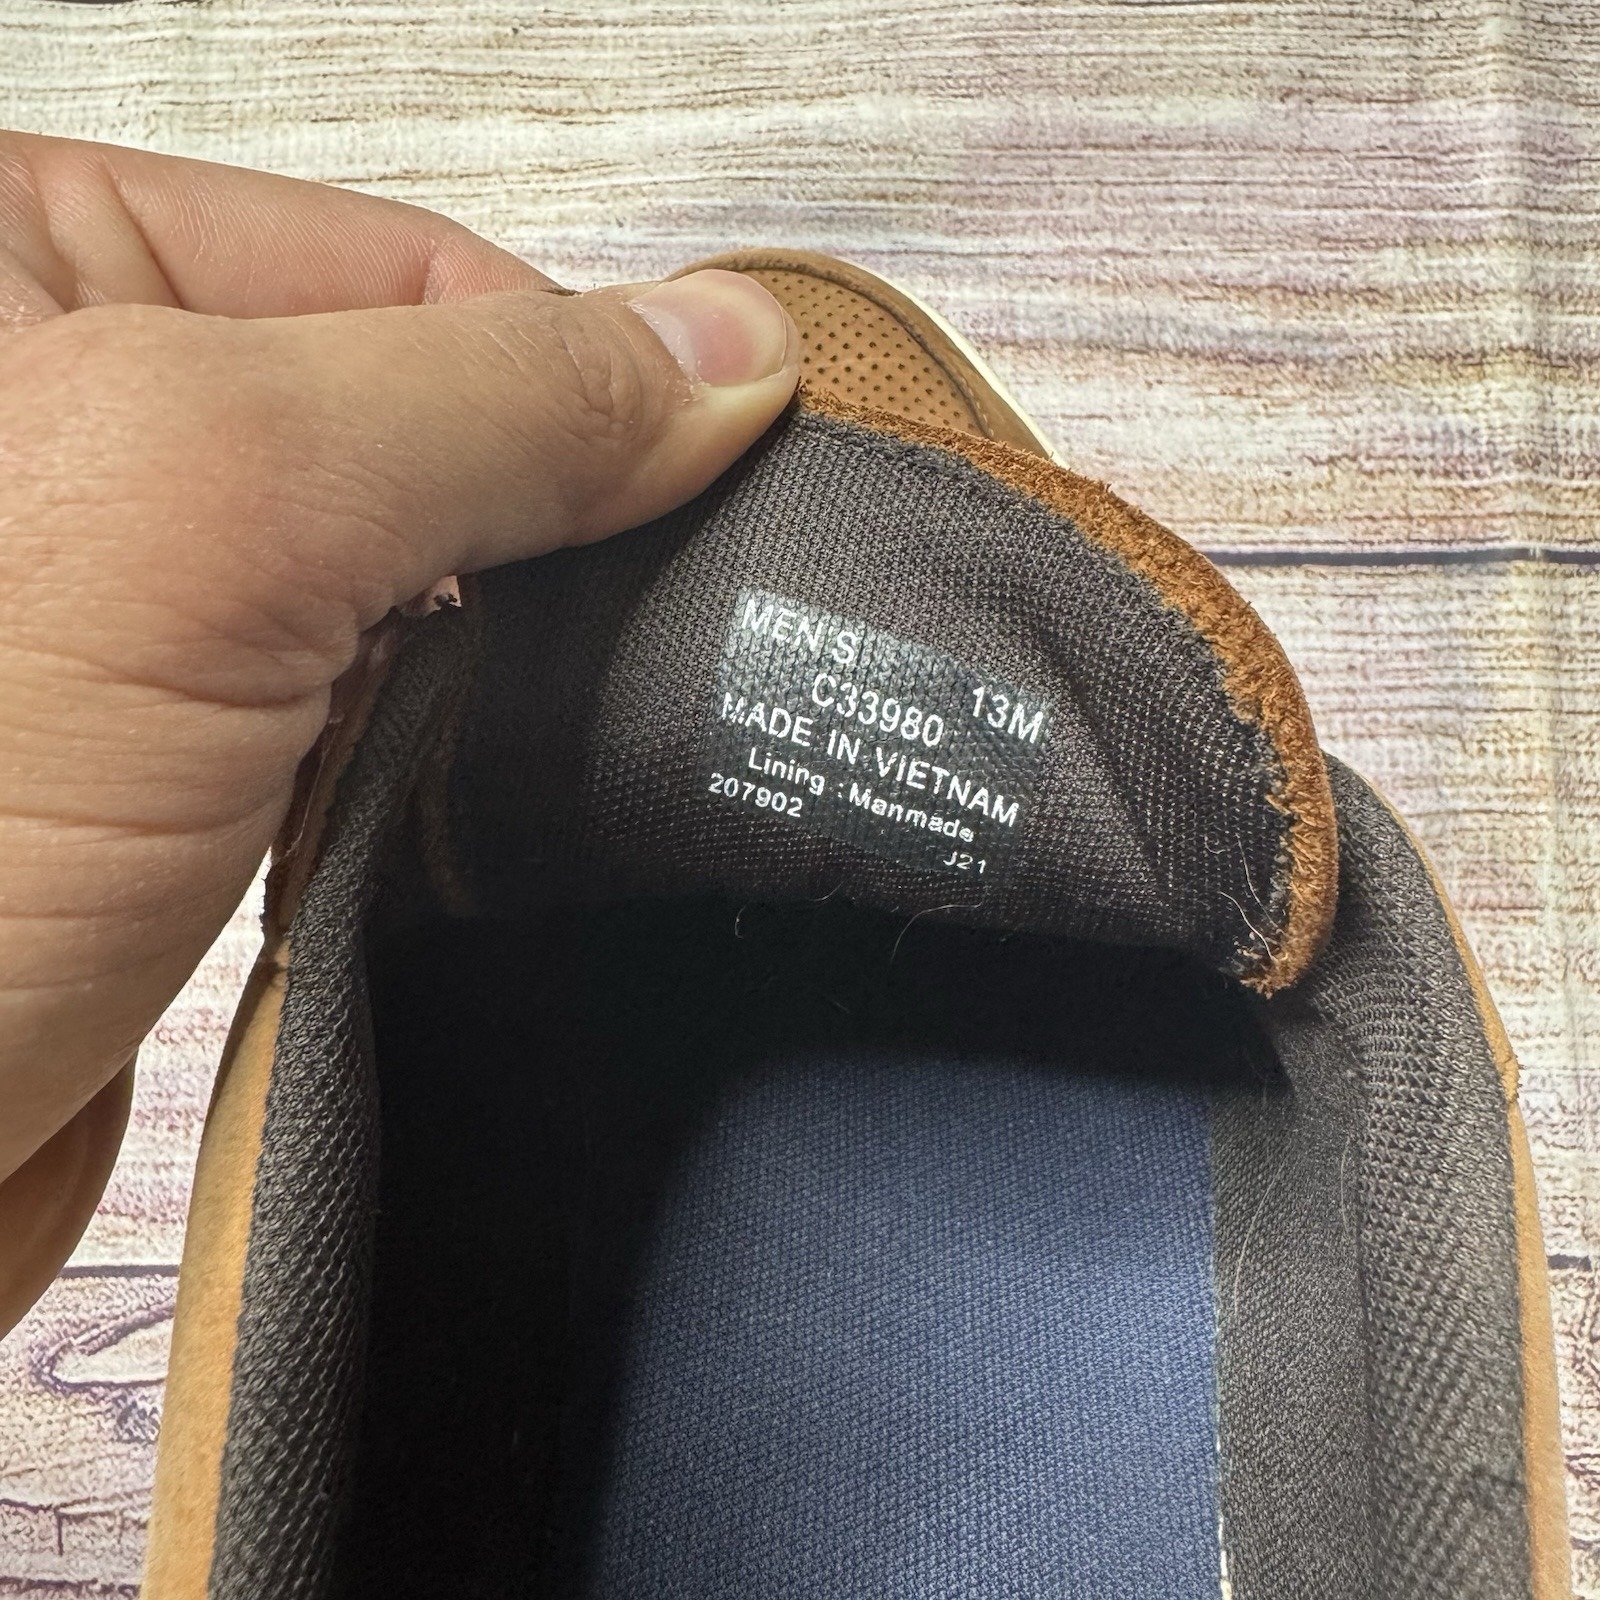 MEN'S
C33980 13M
MADE IN VIETNAM
Lining : Manmade
207902
J21